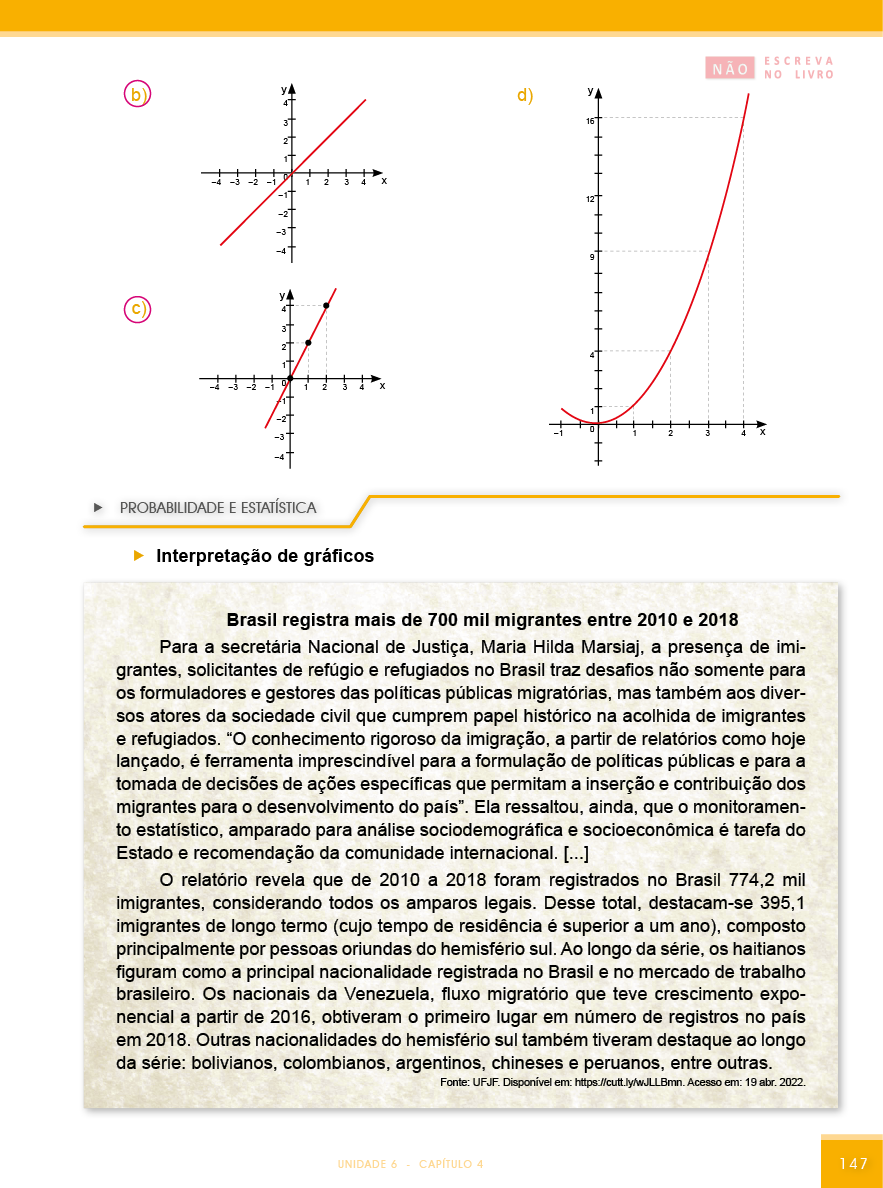 NÃO ESCREVA
NO LIVRO
b)
y
4
3
2
1
0
–4 –3 –2 –1 1 2 3 4 x
–1
–2
–3
–4
c)
y
4
3
2
1
0
–4 –3 –2 –1 1 2 3 4 x
–1
–2
–3
–4
d)
y
16
12
9
4
1
0
–1 1 2 3 4 x
PROBABILIDADE E ESTATÍSTICA
Interpretação de gráficos
Brasil registra mais de 700 mil migrantes entre 2010 e 2018
Para a secretária Nacional de Justiça, Maria Hilda Marsiaj, a presença de imi-
grantes, solicitantes de refúgio e refugiados no Brasil traz desafios não somente para
os formuladores e gestores das políticas públicas migratórias, mas também aos diver-
sos atores da sociedade civil que cumprem papel histórico na acolhida de imigrantes
e refugiados. “O conhecimento rigoroso da imigração, a partir de relatórios como hoje
lançado, é ferramenta imprescindível para a formulação de políticas públicas e para a
tomada de decisões de ações específicas que permitam a inserção e contribuição dos
migrantes para o desenvolvimento do país”. Ela ressaltou, ainda, que o monitoramen-
to estatístico, amparado para análise sociodemográfica e socioeconômica é tarefa do
Estado e recomendação da comunidade internacional. [...]
O relatório revela que de 2010 a 2018 foram registrados no Brasil 774,2 mil
imigrantes, considerando todos os amparos legais. Desse total, destacam-se 395,1
imigrantes de longo termo (cujo tempo de residência é superior a um ano), composto
principalmente por pessoas oriundas do hemisfério sul. Ao longo da série, os haitianos
figuram como a principal nacionalidade registrada no Brasil e no mercado de trabalho
brasileiro. Os nacionais da Venezuela, fluxo migratório que teve crescimento expo-
nencial a partir de 2016, obtiveram o primeiro lugar em número de registros no país
em 2018. Outras nacionalidades do hemisfério sul também tiveram destaque ao longo
da série: bolivianos, colombianos, argentinos, chineses e peruanos, entre outras.
Fonte: UFJF. Disponível em: https://cutt.ly/wJLLBmn. Acesso em: 19 abr. 2022.
UNIDADE 6 - CAPÍTULO 4
147